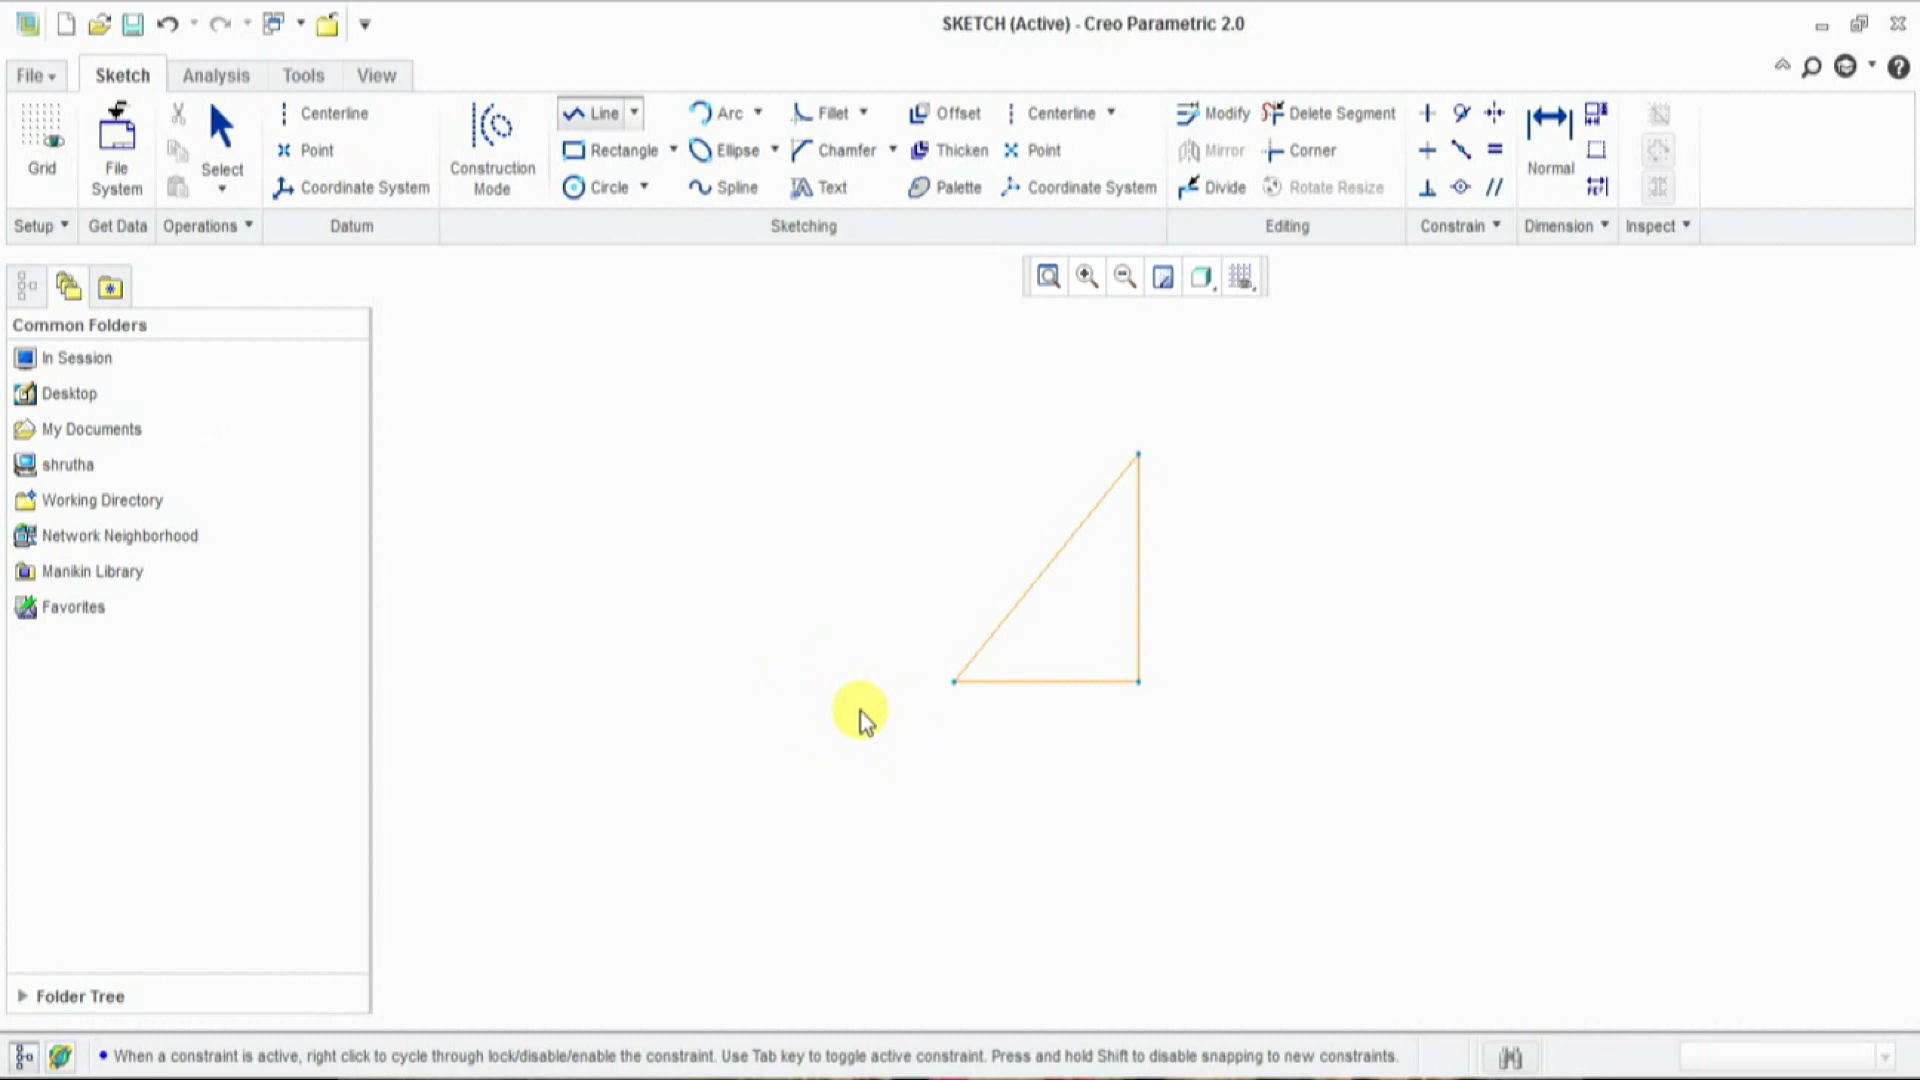 SKETCH (Active) - Creo Parametric 2.0
File Sketch Analysis Tools View
Centerline Line Arc Fillet Offset Centerline Modify Delete Segment
Point Rectangle Ellipse Chamfer Thicken Point Mirror Corner
Grid File System Select Construction Mode Normal
Coordinate System Circle Spline Text Palette Coordinate System Divide Rotate Resize
Setup Get Data Operations Datum Sketching Editing Constrain Dimension Inspect
Common Folders
In Session
Desktop
My Documents
shrutha
Working Directory
Network Neighborhood
Manikin Library
Favorites
Folder Tree
When a constraint is active, right click to cycle through lock/disable/enable the constraint. Use Tab key to toggle active constraint. Press and hold Shift to disable snapping to new constraints.